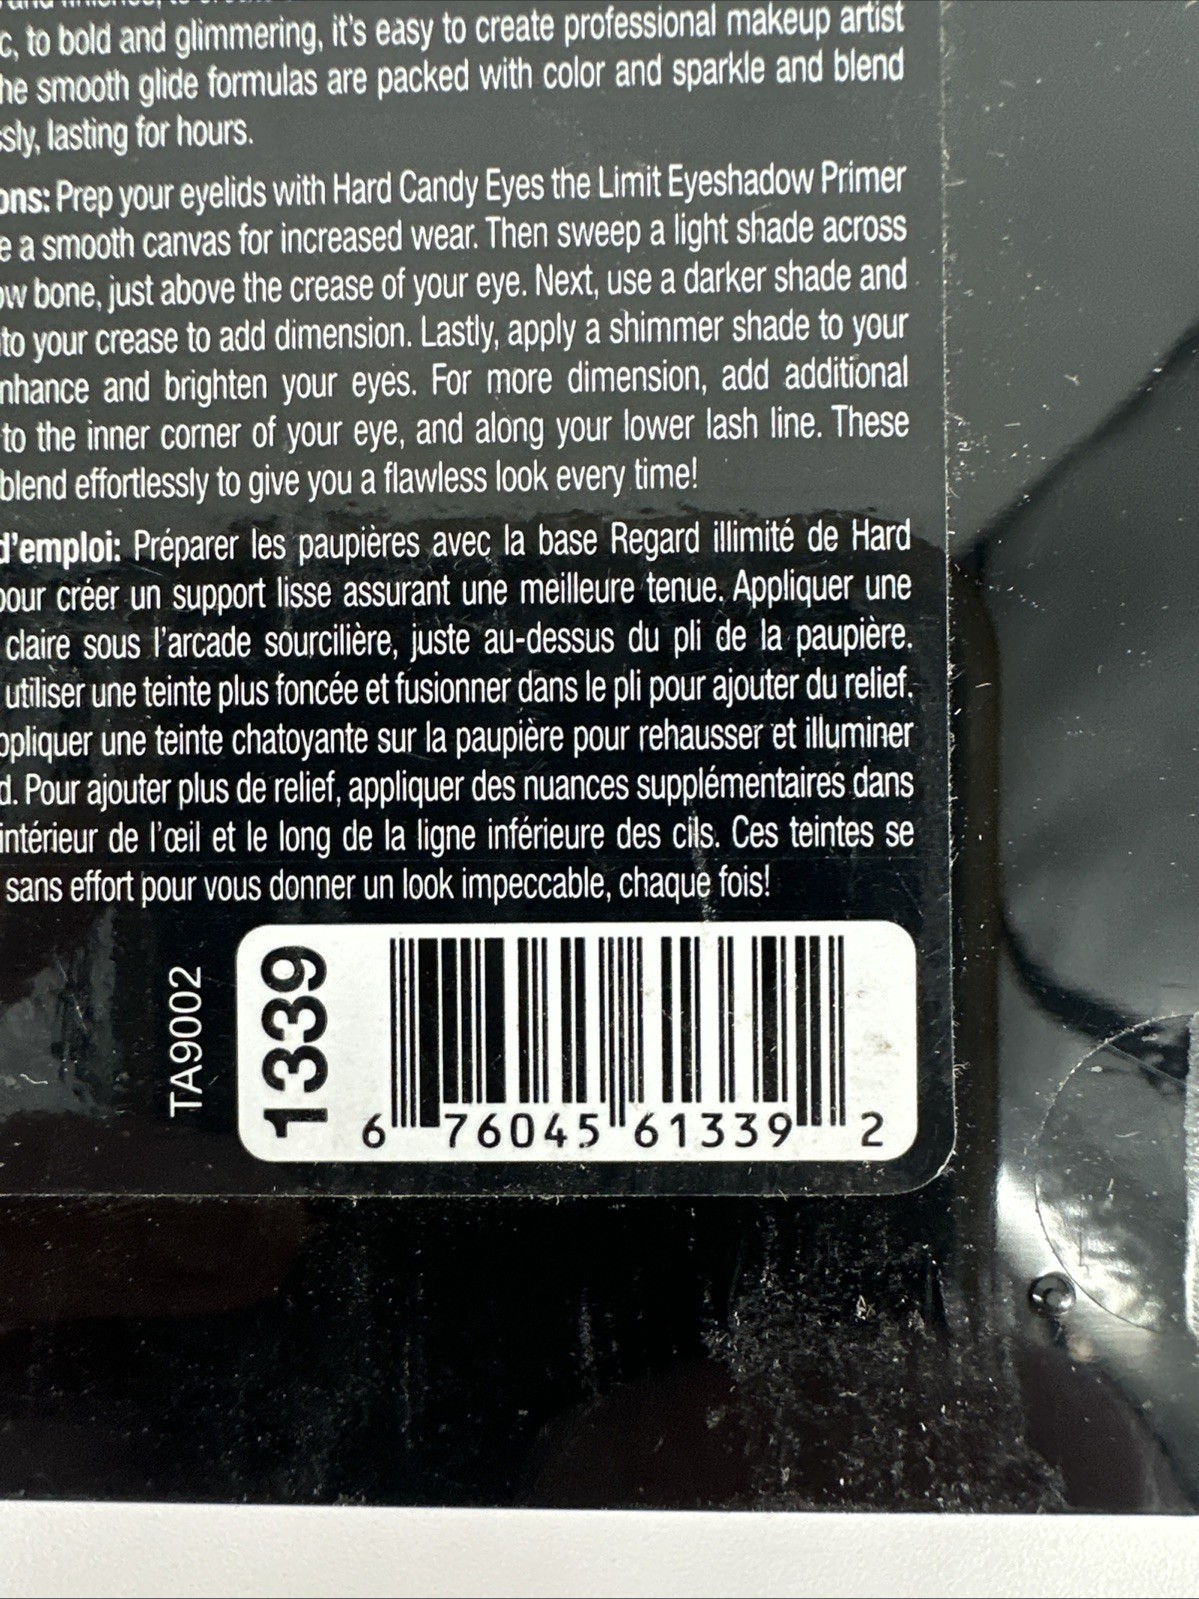 c, to bold and glimmering, it's easy to create professional makeup artist
he smooth glide formulas are packed with color and sparkle and blend
ssly, lasting for hours.
ons: Prep your eyelids with Hard Candy Eyes the Limit Eyeshadow Primer
e a smooth canvas for increased wear. Then sweep a light shade across
ow bone, just above the crease of your eye. Next, use a darker shade and
to your crease to add dimension. Lastly, apply a shimmer shade to your
nhance and brighten your eyes. For more dimension, add additional
to the inner corner of your eye, and along your lower lash line. These
blend effortlessly to give you a flawless look every time!
d'emploi: Préparer les paupières avec la base Regard illimité de Hard
pour créer un support lisse assurant une meilleure tenue. Appliquer une
claire sous l'arcade sourcilière, juste au-dessus du pli de la paupière.
utiliser une teinte plus foncée et fusionner dans le pli pour ajouter du relief.
ppliquer une teinte chatoyante sur la paupière pour rehausser et illuminer
d. Pour ajouter plus de relief, appliquer des nuances supplémentaires dans
intérieur de l'œil et le long de la ligne inférieure des cils. Ces teintes se
sans effort pour vous donner un look impeccable, chaque fois!
TA9002
1339
6 76045 61339 2